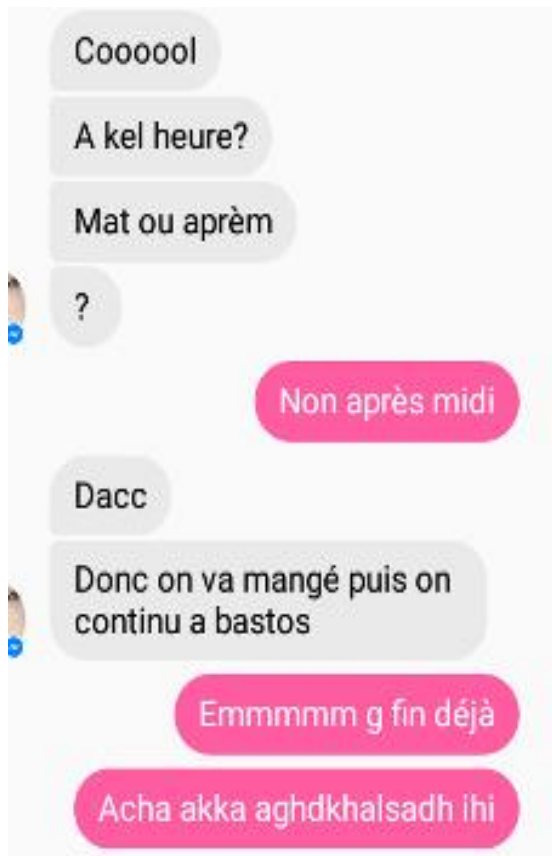 Coooool
A kel heure?
Mat ou aprèm
?
Non après midi
Dacc
Donc on va mangé puis on
continu a bastos
Emmmmm g fin déjà
Acha akka aghdkhalsadh ihi